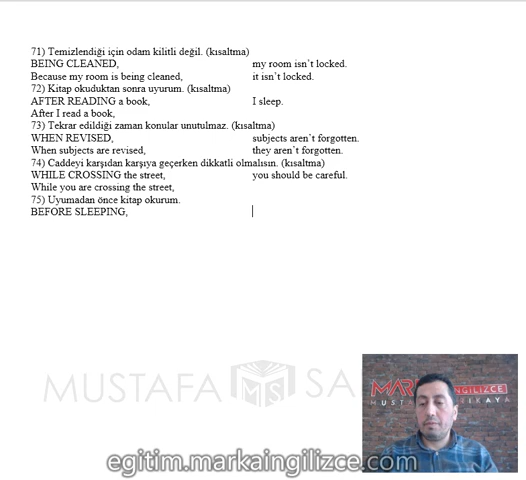 71) Temizlendiği için odam kilitli değil. (kısaltma)
BEING CLEANED, my room isn't locked.
Because my room is being cleaned, it isn't locked.
72) Kitap okuduktan sonra uyurum. (kısaltma)
AFTER READING a book, I sleep.
After I read a book,
73) Tekrar edildiği zaman konular unutulmaz. (kısaltma)
WHEN REVISED, subjects aren't forgotten.
When subjects are revised, they aren't forgotten.
74) Caddeyi karşıdan karşıya geçerken dikkatli olmalısın. (kısaltma)
WHILE CROSSING the street, you should be careful.
While you are crossing the street,
75) Uyumadan önce kitap okurum.
BEFORE SLEEPING,
MUSTAFA MS SA
egitim.markaingilizce.com